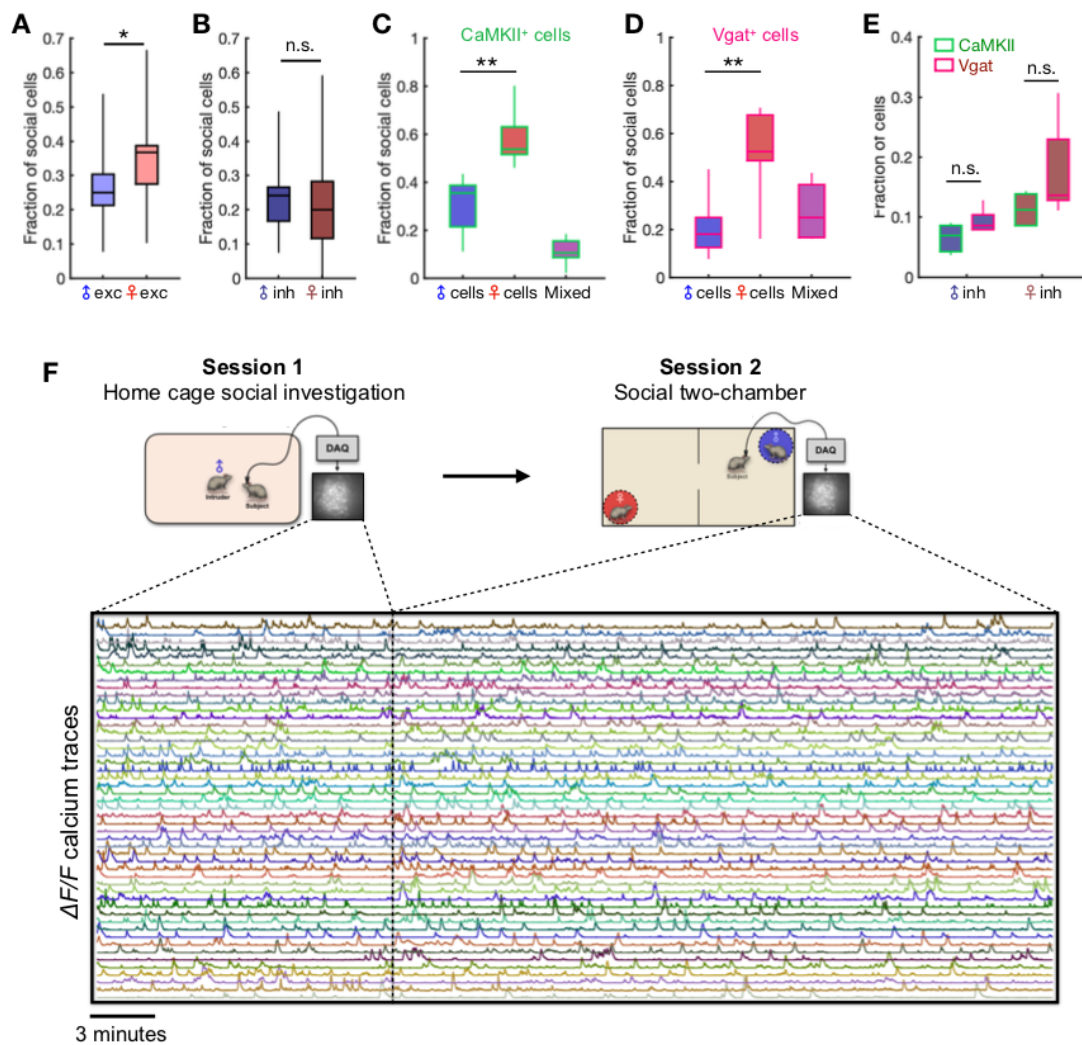 A
*
Fraction of social cells
0.7
0.6
0.5
0.4
0.3
0.2
0.1
0
♂ exc ♀ exc
B
n.s.
Fraction of social cells
0.7
0.6
0.5
0.4
0.3
0.2
0.1
0
♂ inh ♀ inh
C
CaMKII⁺ cells
**
Fraction of social cells
1
0.8
0.6
0.4
0.2
0
♂ cells ♀ cells Mixed
D
Vgat⁺ cells
**
Fraction of social cells
1
0.8
0.6
0.4
0.2
0
♂ cells ♀ cells Mixed
E
CaMKII
Vgat
n.s.
n.s.
Fraction of cells
0.4
0.3
0.2
0.1
0
♂ inh ♀ inh
F
Session 1
Home cage social investigation
♂
Intruder
Subject
DAQ
Session 2
Social two-chamber
♂
Subject
♀
DAQ
ΔF/F calcium traces
3 minutes